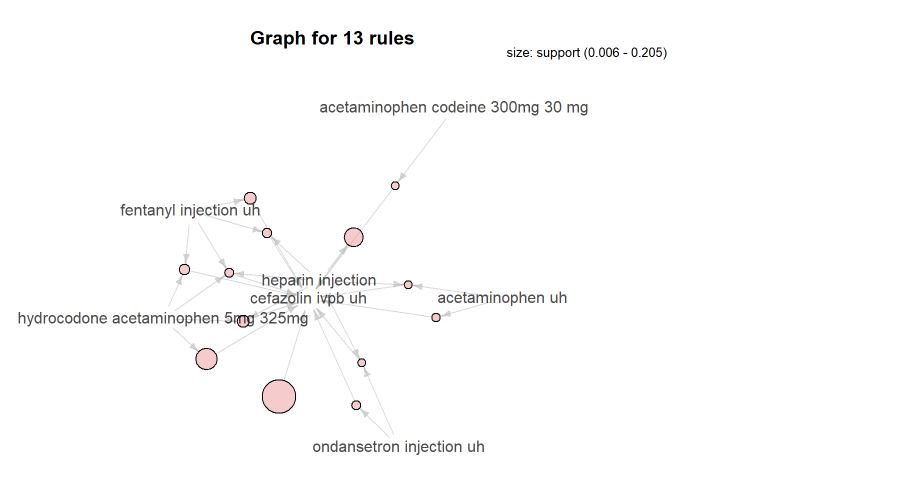 Graph for 13 rules
size: support (0.006 - 0.205)
acetaminophen codeine 300mg 30 mg
fentanyl injection uh
heparin injection
cefazolin ivpb uh
acetaminophen uh
hydrocodone acetaminophen 5mg 325mg
ondansetron injection uh